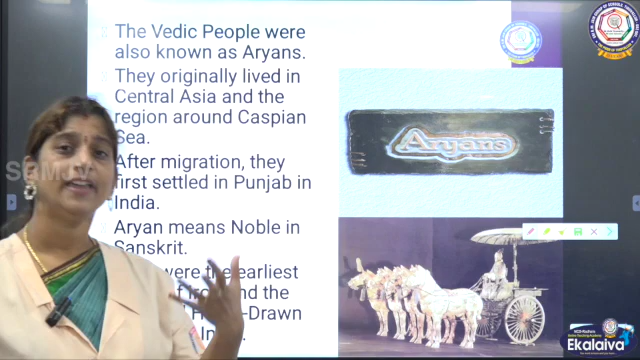 The Vedic People were
also known as Aryans.
They originally lived in
Central Asia and the
region around Caspian
Sea.
After migration, they
first settled in Punjab in
India.
Aryan means Noble in
Sanskrit.
were the earliest
and the
Drawn
Aryans
Ekalaiva